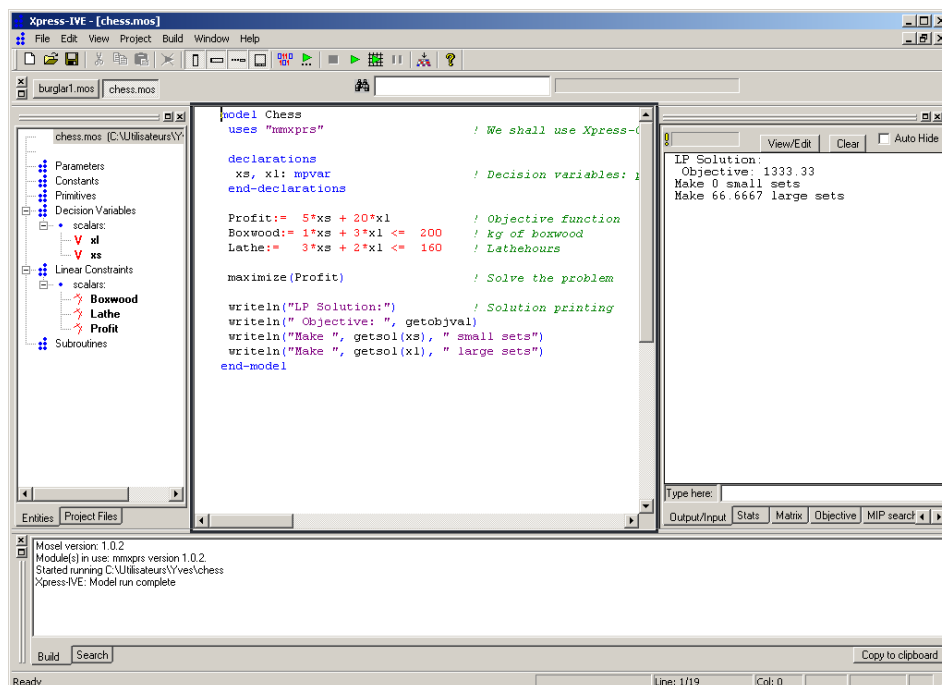 Xpress-IVE - [chess.mos]
File Edit View Project Build Window Help
burglar1.mos chess.mos
chess.mos (C:\Utilisateurs\Y
Parameters
Constants
Primitives
Decision Variables
scalars:
xl
xs
Linear Constraints
scalars:
Boxwood
Lathe
Profit
Subroutines
Entities Project Files
model Chess
uses "mmxprs" ! We shall use Xpress-O
declarations
xs, xl: mpvar ! Decision variables: p
end-declarations
Profit:= 5*xs + 20*xl ! Objective function
Boxwood:= 1*xs + 3*xl <= 200 ! kg of boxwood
Lathe:= 3*xs + 2*xl <= 160 ! Lathehours
maximize(Profit) ! Solve the problem
writeln("LP Solution:") ! Solution printing
writeln(" Objective: ", getobjval)
writeln("Make ", getsol(xs), " small sets")
writeln("Make ", getsol(xl), " large sets")
end-model
View/Edit Clear Auto Hide
LP Solution:
Objective: 1333.33
Make 0 small sets
Make 66.6667 large sets
Type here:
Output/Input Stats Matrix Objective MIP search
Mosel version: 1.0.2
Module(s) in use: mmxprs version 1.0.2.
Started running C:\Utilisateurs\Yves\chess
Xpress-IVE: Model run complete
Build Search Copy to clipboard
Ready Line: 1/19 Col: 0